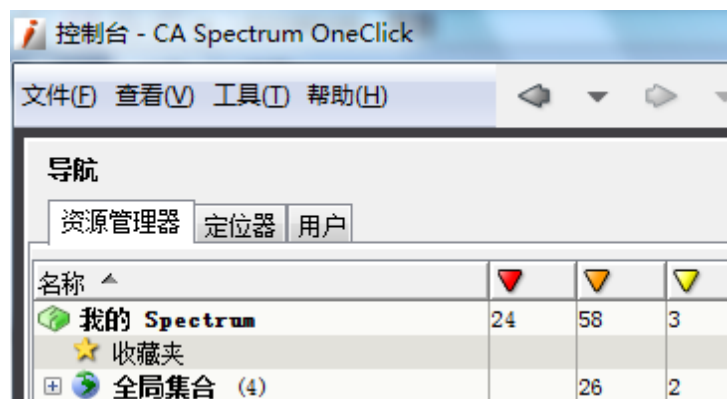 控制台 - CA Spectrum OneClick
文件(F) 查看(V) 工具(T) 帮助(H)
导航
资源管理器 定位器 用户
名称
我的 Spectrum 24 58 3
收藏夹
全局集合 (4) 26 2